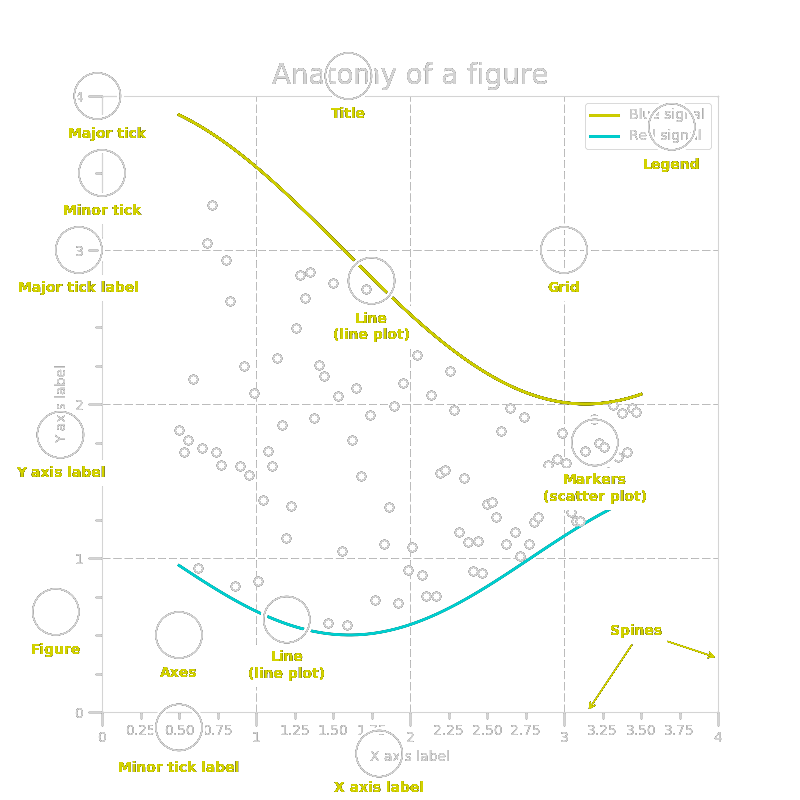 Anatomy of a figure
Title
4
Major tick
Blue signal
Red signal
Legend
Minor tick
3
Major tick label
Grid
Line
(line plot)
2
Y axis label
Y axis label
Markers
(scatter plot)
1
Figure
Axes
Line
(line plot)
Spines
0
0 0.25 0.50 0.75 1 1.25 1.50 2 2.25 2.50 2.75 3 3.25 3.50 3.75 4
Minor tick label
X axis label
X axis label